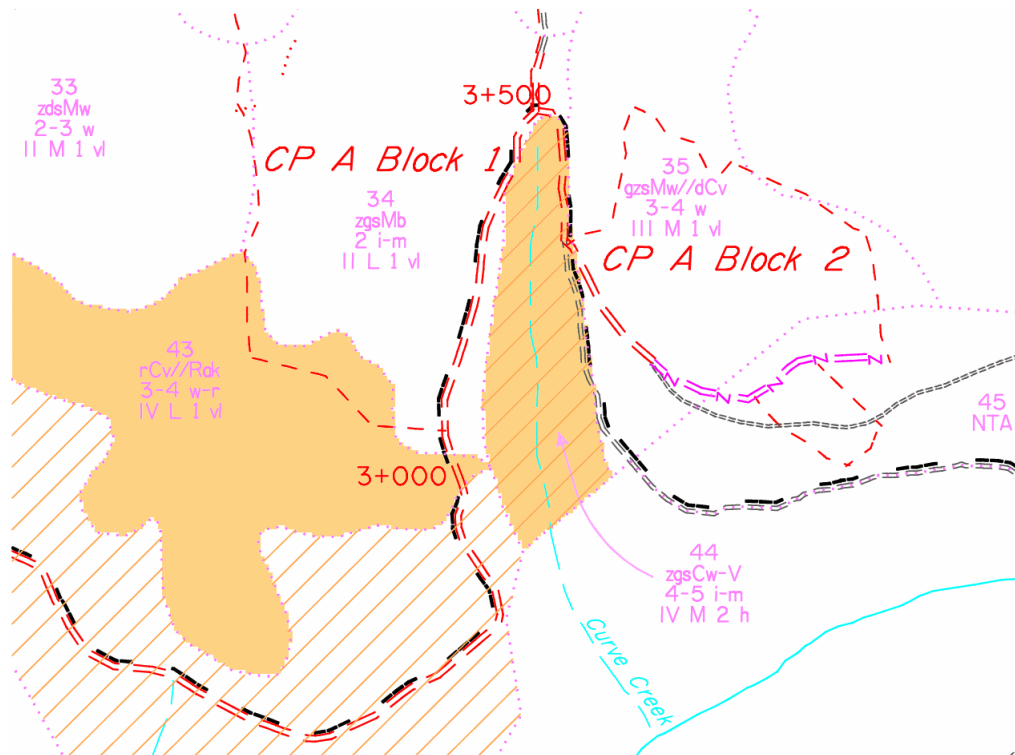 33
zdsMw
2-3 w
II M 1 vl
3+500
CP A Block 1
34
zgsMb
2 i-m
II L 1 vl
35
gzsMw//dCv
3-4 w
III M 1 vl
CP A Block 2
43
rCv//Rak
3-4 w-r
IV L 1 vl
45
NTA
3+000
44
zgsCw-V
4-5 i-m
IV M 2 h
Curve Creek